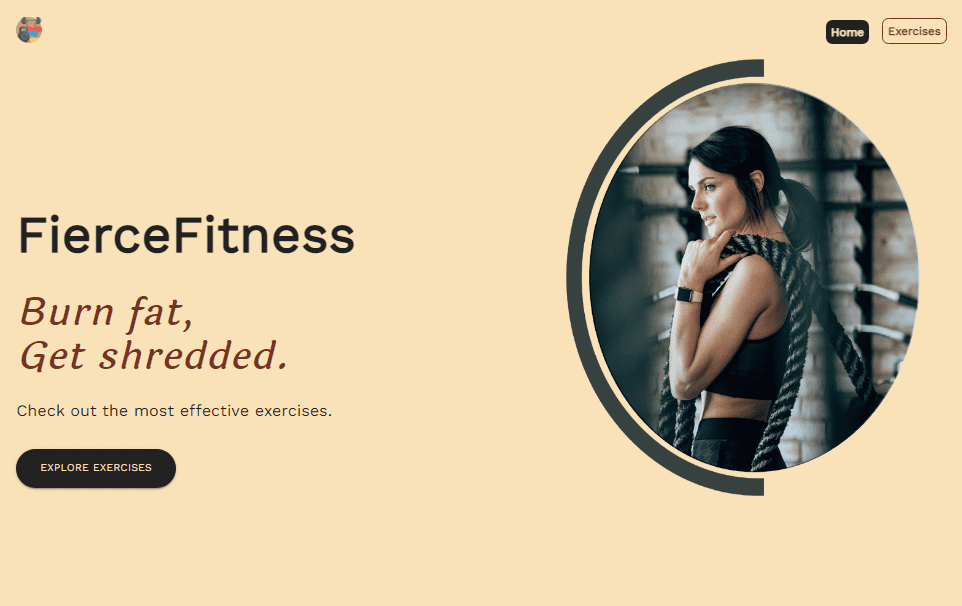 Home
Exercises
FierceFitness
Burn fat,
Get shredded.
Check out the most effective exercises.
EXPLORE EXERCISES